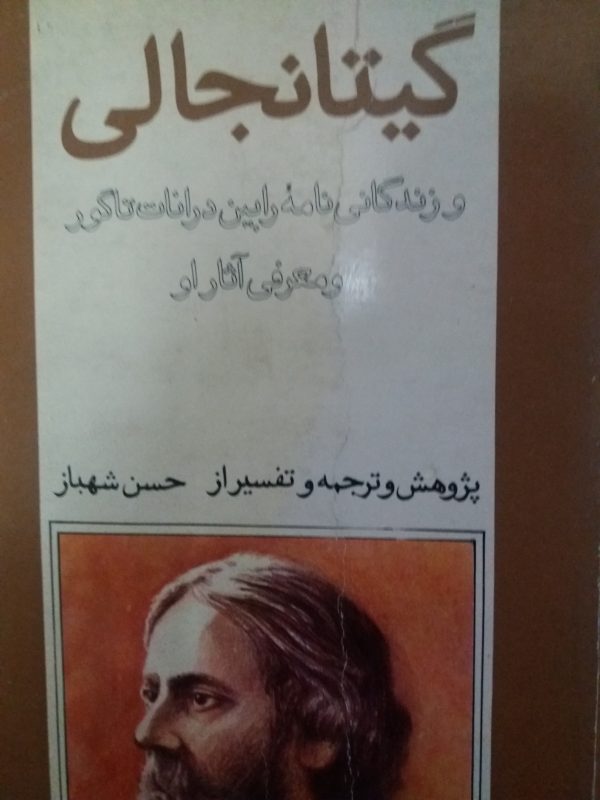 گیتانجالی
و زندگانی نامهٔ رابین درانات تاگور
و معرفی آثار او
پژوهش و ترجمه و تفسیر از حسن شهباز